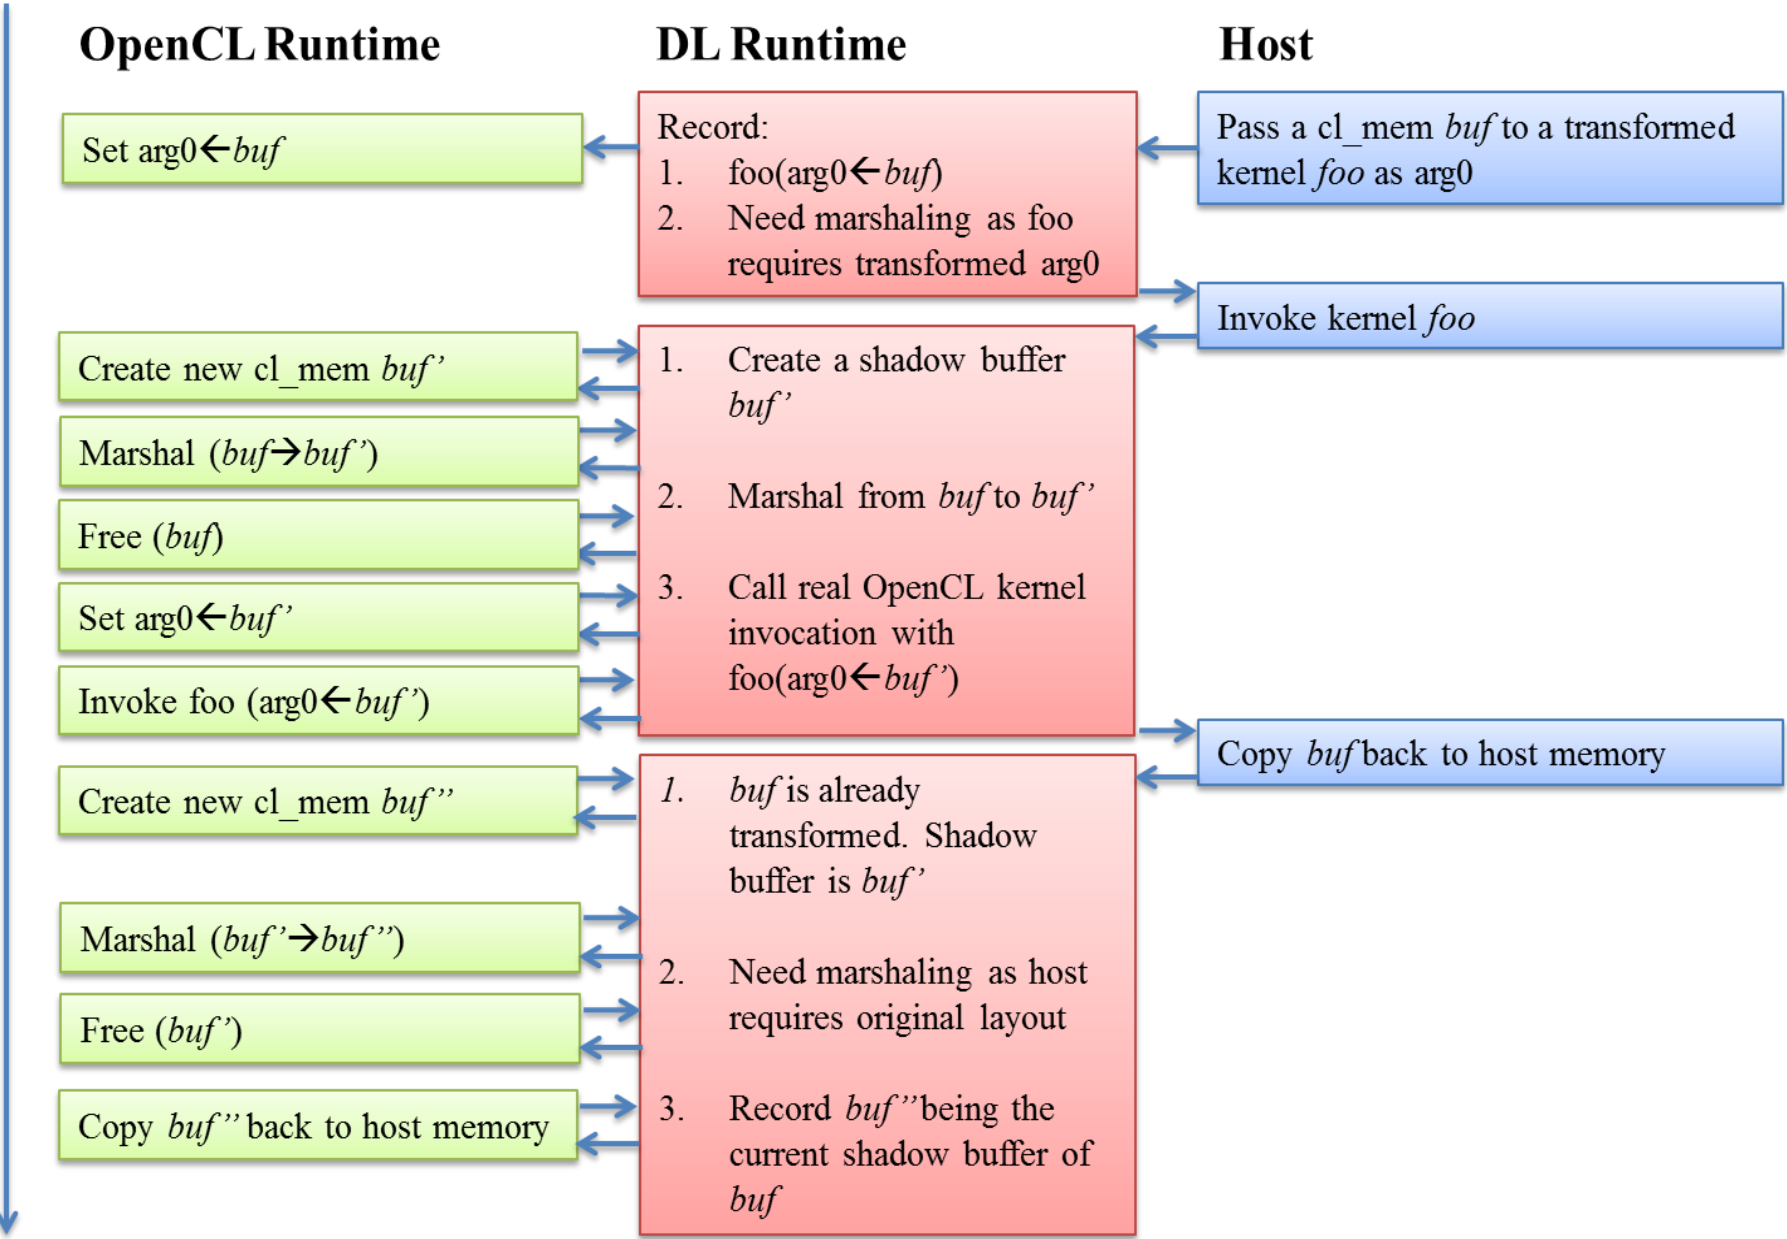 OpenCL Runtime
DL Runtime
Host
Set arg0←buf
Record:
1. foo(arg0←buf)
2. Need marshaling as foo
requires transformed arg0
Pass a cl_mem buf to a transformed
kernel foo as arg0
Invoke kernel foo
Create new cl_mem buf’
Marshal (buf→buf’)
Free (buf)
Set arg0←buf’
Invoke foo (arg0←buf’)
1. Create a shadow buffer
buf’
2. Marshal from buf to buf’
3. Call real OpenCL kernel
invocation with
foo(arg0←buf’)
Copy buf back to host memory
Create new cl_mem buf’’
Marshal (buf’→buf’’)
Free (buf’)
Copy buf’’ back to host memory
1. buf is already
transformed. Shadow
buffer is buf’
2. Need marshaling as host
requires original layout
3. Record buf’’being the
current shadow buffer of
buf